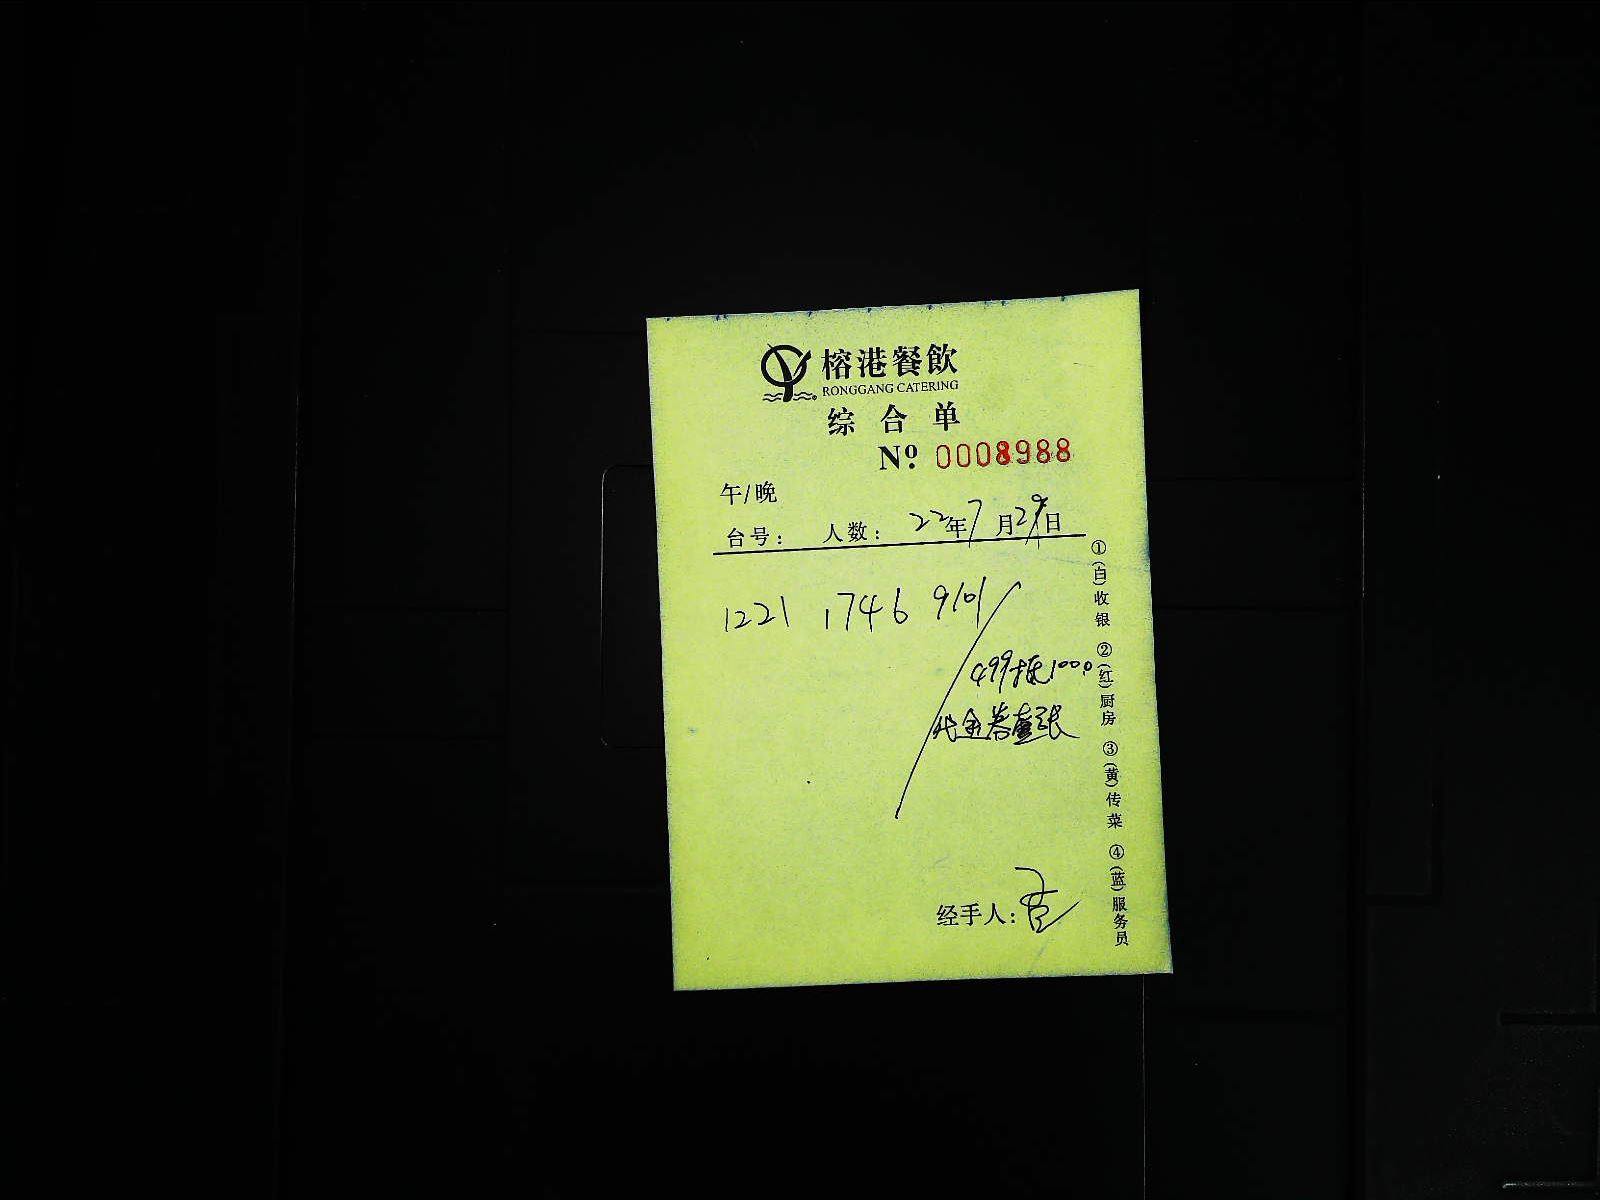 榕港餐飲
RONGGANG CATERING
综合单
Nº 0008988
午/晚
台号： 人数： 22年7月29日
1221 1746 9101
499抵1000
代金券壹张
经手人：
①(白)收银 ②(红)厨房 ③(黄)传菜 ④(蓝)服务员